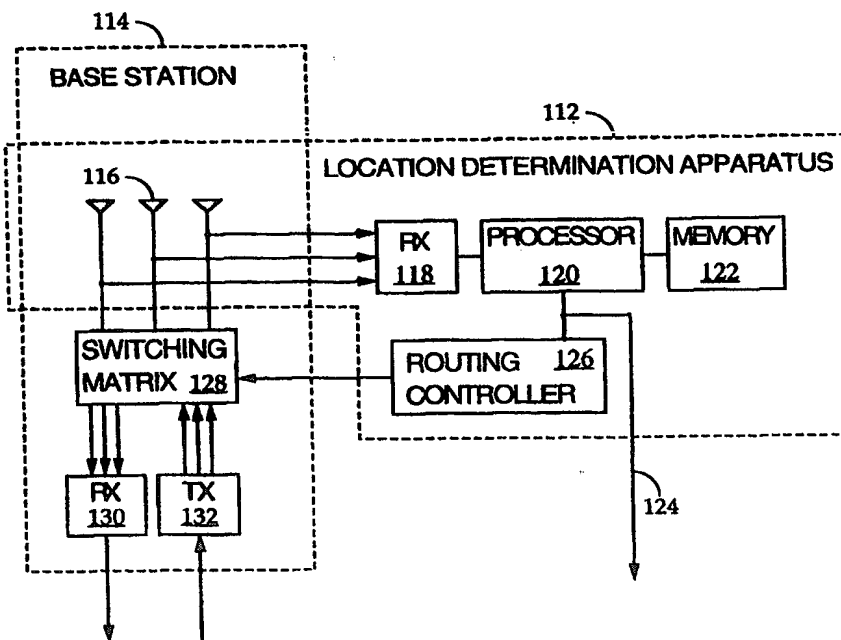 114
BASE STATION
112
LOCATION DETERMINATION APPARATUS
116
RX
118
PROCESSOR
120
MEMORY
122
SWITCHING
MATRIX 128
ROUTING 126
CONTROLLER
RX
130
TX
132
124